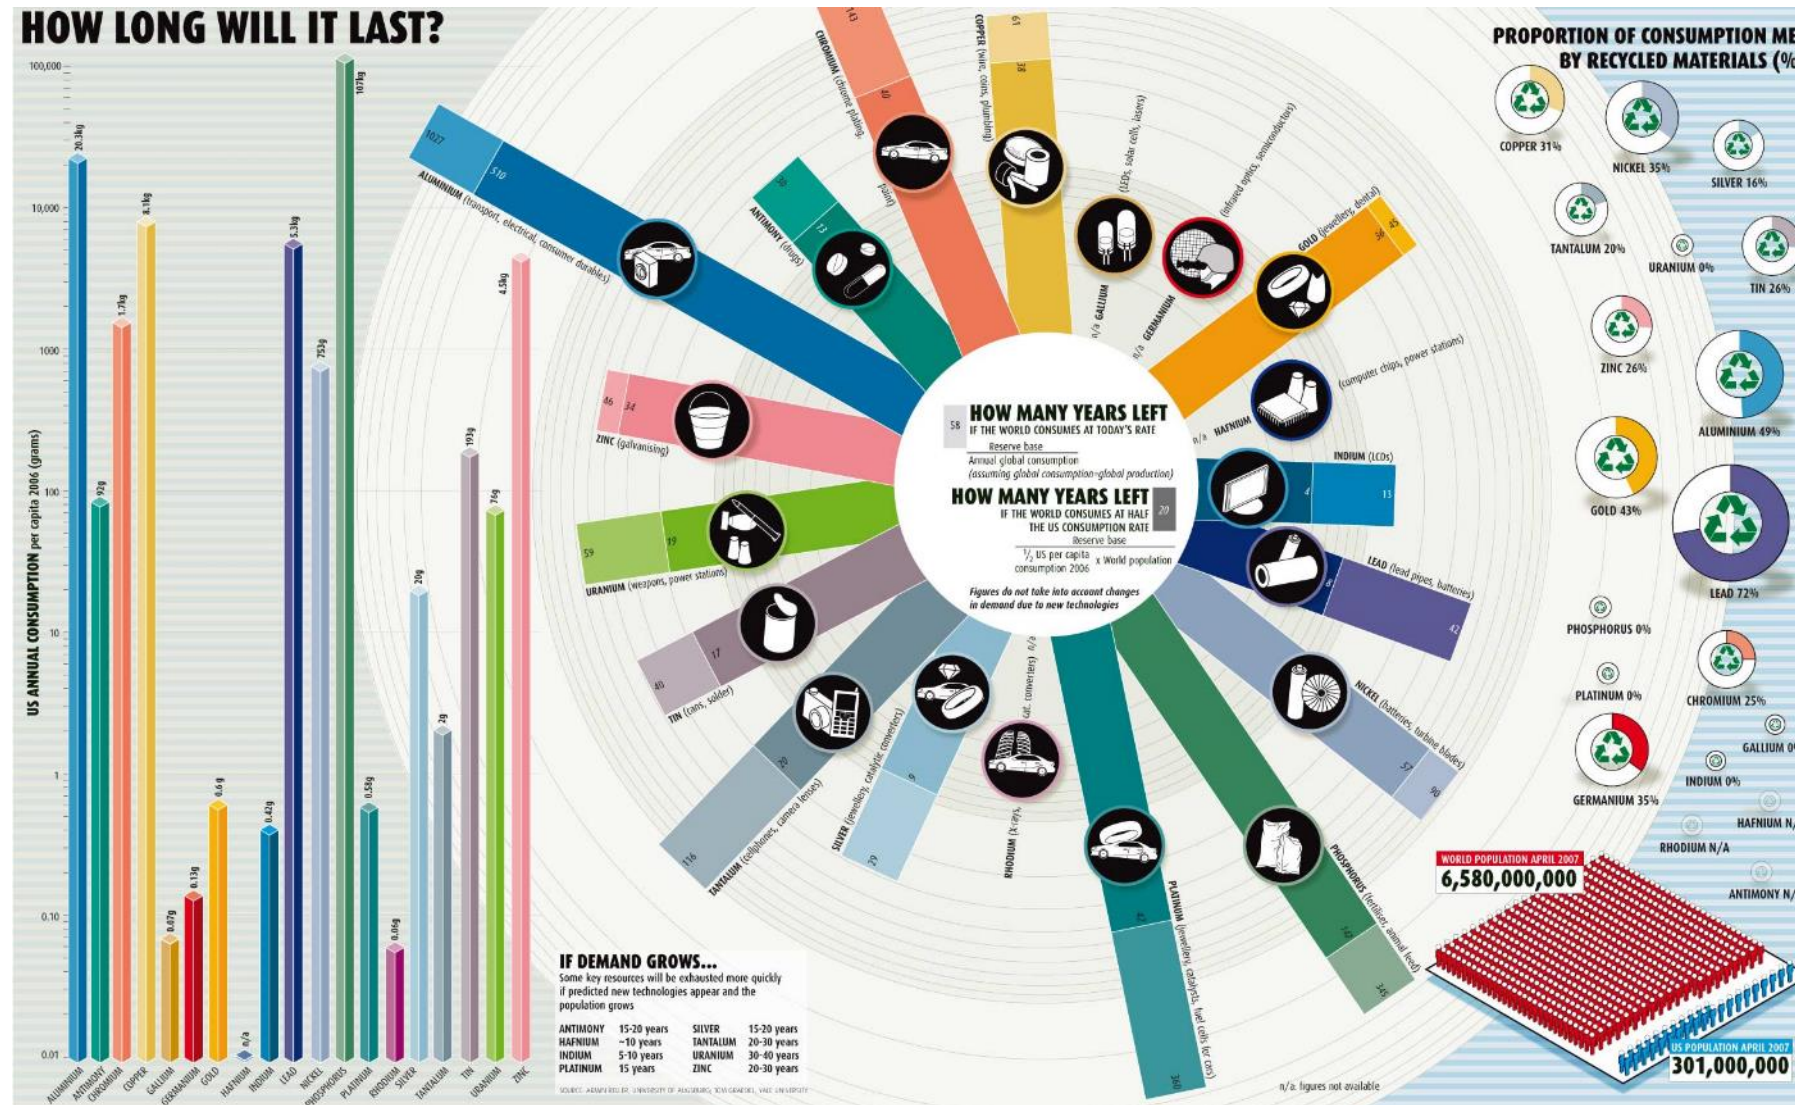 HOW LONG WILL IT LAST?
US ANNUAL CONSUMPTION per capita 2006 (grams)
100,000
10,000
1000
100
10
1
0.10
0.01
20.3kg
92g
1.7kg
8.1kg
0.07g
0.13g
0.6 g
n/a
0.42g
5.3kg
753g
107kg
0.58g
0.06g
20g
2g
193g
76g
4.5kg
ALUMINIUM
ANTIMONY
CHROMIUM
COPPER
GALLIUM
GERMANIUM
GOLD
HAFNIUM
INDIUM
LEAD
NICKEL
PHOSPHORUS
PLATINUM
RHODIUM
SILVER
TANTALUM
TIN
URANIUM
ZINC
1027
510
ALUMINIUM (transport, electrical, consumer durables)
30
13
ANTIMONY (drugs)
143
40
CHROMIUM (chrome plating,
paint)
61
38
COPPER (wire, coins, plumbing)
n/a GALLIUM (LEDs, solar cells, lasers)
n/a GERMANIUM (infrared optics, semiconductors)
GOLD (jewellery, dental)
36
45
n/a HAFNIUM (computer chips, power stations)
INDIUM (LCDs)
4
13
LEAD (lead pipes, batteries)
8
42
NICKEL (batteries, turbine blades)
57
90
PHOSPHORUS (fertiliser, animal feed)
142
345
PLATINUM (jewellery, catalysts, fuel cells for cars)
42
360
RHODIUM (X-rays, cat. converters) n/a
SILVER (jewellery, catalytic converters)
9
29
TANTALUM (cellphones, camera lenses)
20
116
TIN (cans, solder)
17
40
URANIUM (weapons, power stations)
19
59
ZINC (galvanising)
34
46
58
HOW MANY YEARS LEFT
IF THE WORLD CONSUMES AT TODAY'S RATE
Reserve base
Annual global consumption
(assuming global consumption=global production)
HOW MANY YEARS LEFT
IF THE WORLD CONSUMES AT HALF
THE US CONSUMPTION RATE
20
Reserve base
1/2 US per capita consumption 2006 x World population
Figures do not take into account changes
in demand due to new technologies
IF DEMAND GROWS...
Some key resources will be exhausted more quickly
if predicted new technologies appear and the
population grows
ANTIMONY 15-20 years SILVER 15-20 years
HAFNIUM ~10 years TANTALUM 20-30 years
INDIUM 5-10 years URANIUM 30-40 years
PLATINUM 15 years ZINC 20-30 years
UNIVERSITY OF AUGSBURG; TOM GRAEDEL, YALE UNIVERSITY
n/a: figures not available
PROPORTION OF CONSUMPTION ME
BY RECYCLED MATERIALS (%
COPPER 31%
NICKEL 35%
SILVER 16%
TANTALUM 20%
URANIUM 0%
TIN 26%
ZINC 26%
ALUMINIUM 49%
GOLD 43%
LEAD 72%
PHOSPHORUS 0%
PLATINUM 0%
CHROMIUM 25%
GALLIUM 0%
INDIUM 0%
GERMANIUM 35%
HAFNIUM N/
RHODIUM N/A
ANTIMONY N/
WORLD POPULATION APRIL 2007
6,580,000,000
US POPULATION APRIL 2007
301,000,000